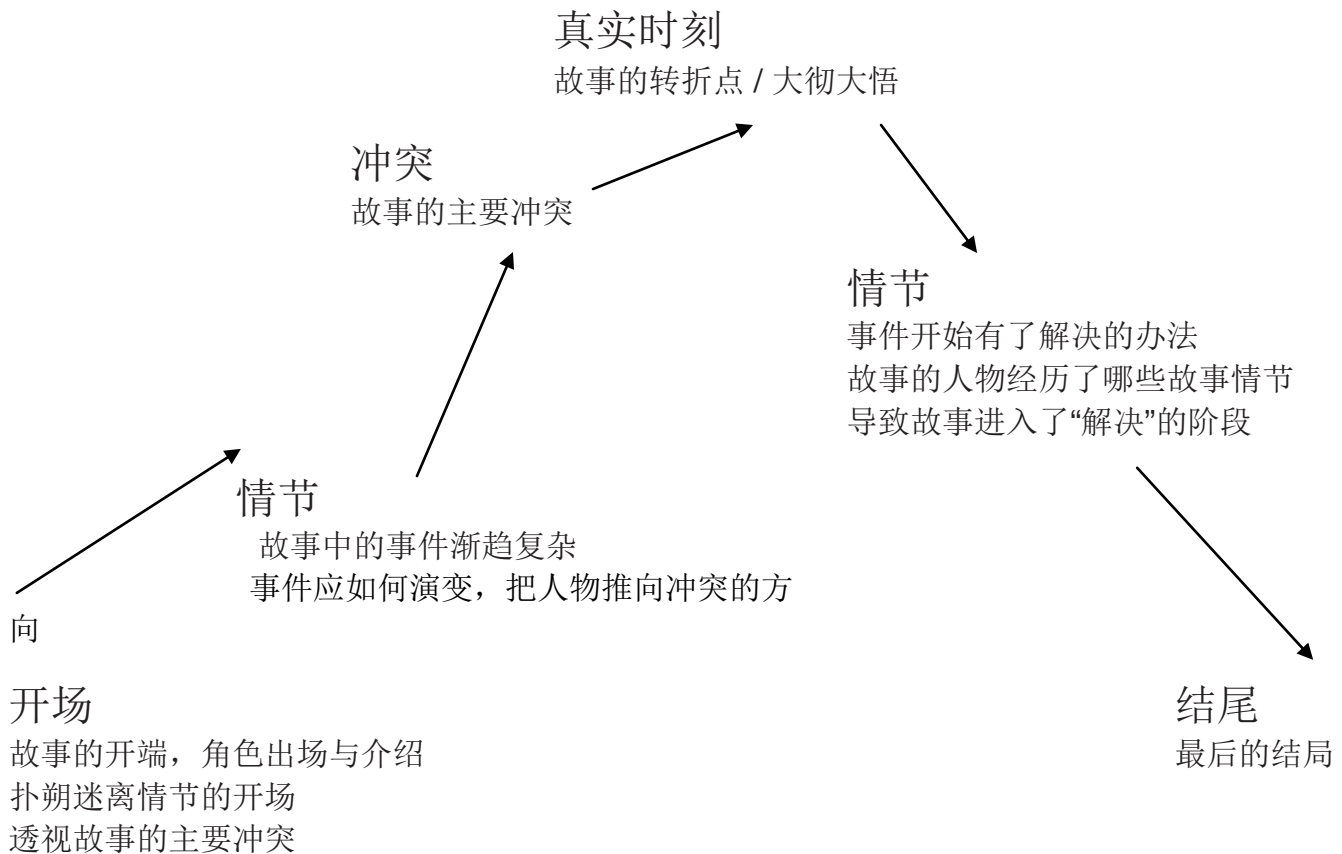 真实时刻
故事的转折点 / 大彻大悟
冲突
故事的主要冲突
情节
事件开始有了解决的办法
故事的人物经历了哪些故事情节
导致故事进入了“解决”的阶段
情节
故事中的事件渐趋复杂
事件应如何演变，把人物推向冲突的方
向
开场
故事的开端，角色出场与介绍
扑朔迷离情节的开场
透视故事的主要冲突
结尾
最后的结局